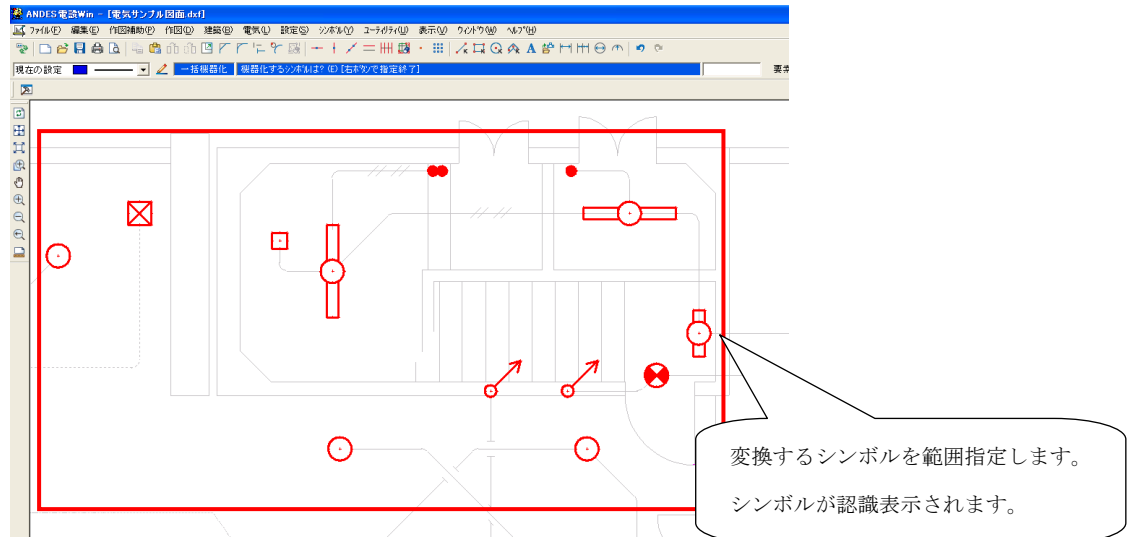 ANDES 電設Win - [電気サンプル図面.dxf]
ファイル(F) 編集(E) 作図補助(P) 作図(D) 建築(B) 電気(L) 設定(S) シンボル(Y) ユーティリティ(U) 表示(V) ウィンドウ(W) ヘルプ(H)
現在の設定 一括機器化 機器化するシンボルは? (E) [右ボタンで指定終了] 要素
変換するシンボルを範囲指定します。
シンボルが認識表示されます。